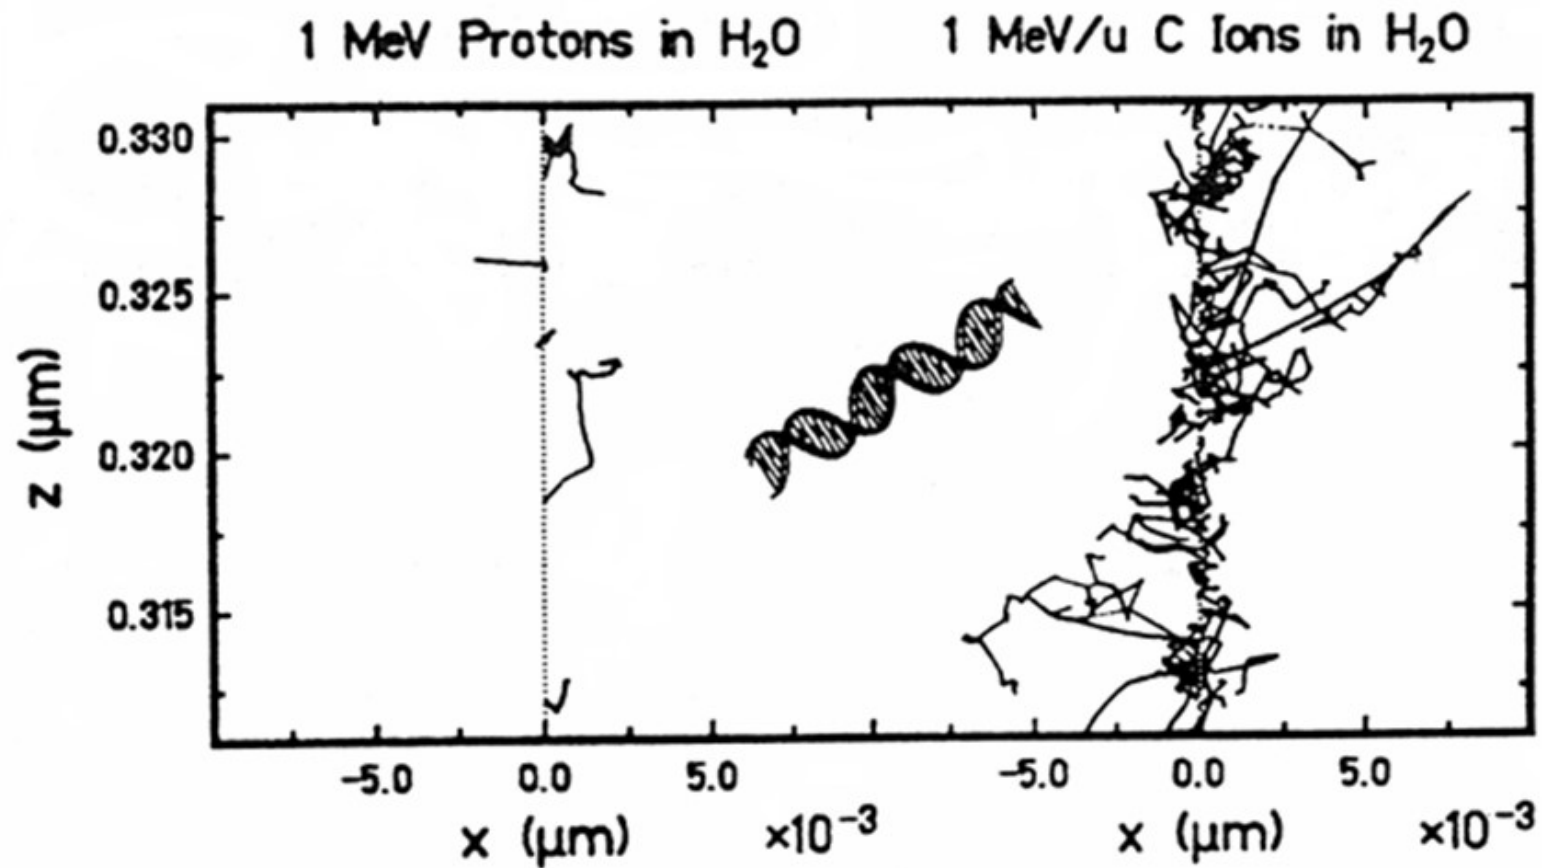 1 MeV Protons in H₂O
1 MeV/u C Ions in H₂O
z (μm)
0.330
0.325
0.320
0.315
-5.0 0.0 5.0
-5.0 0.0 5.0
x (μm) ×10⁻³
x (μm) ×10⁻³